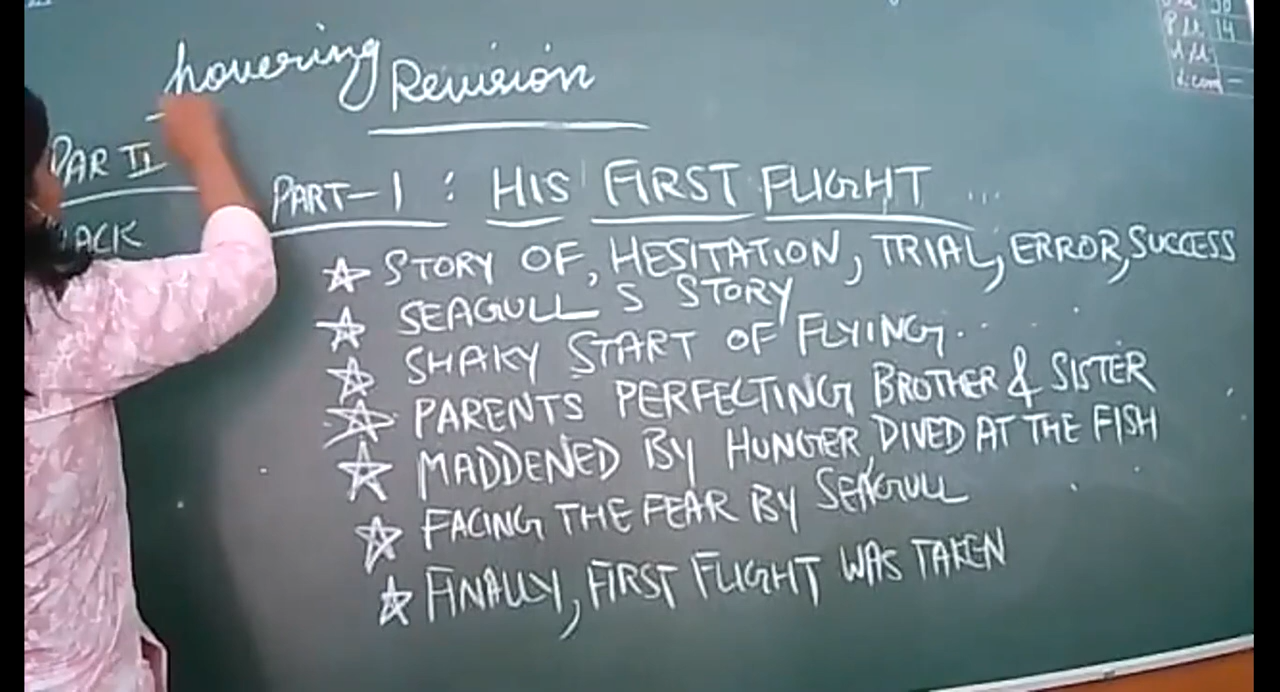 hovering
Revision
PAR II
ACK
PART-1 : HIS FIRST FLIGHT ...
☆ STORY OF, HESITATION, TRIAL, ERROR, SUCCESS
☆ SEAGULL S STORY
☆ SHAKY START OF FLYING.
☆ PARENTS PERFECTING BROTHER & SISTER
☆ MADDENED BY HUNGER, DIVED AT THE FISH
☆ FACING THE FEAR BY SEAGULL
☆ FINALLY, FIRST FLIGHT WAS TAKEN
14